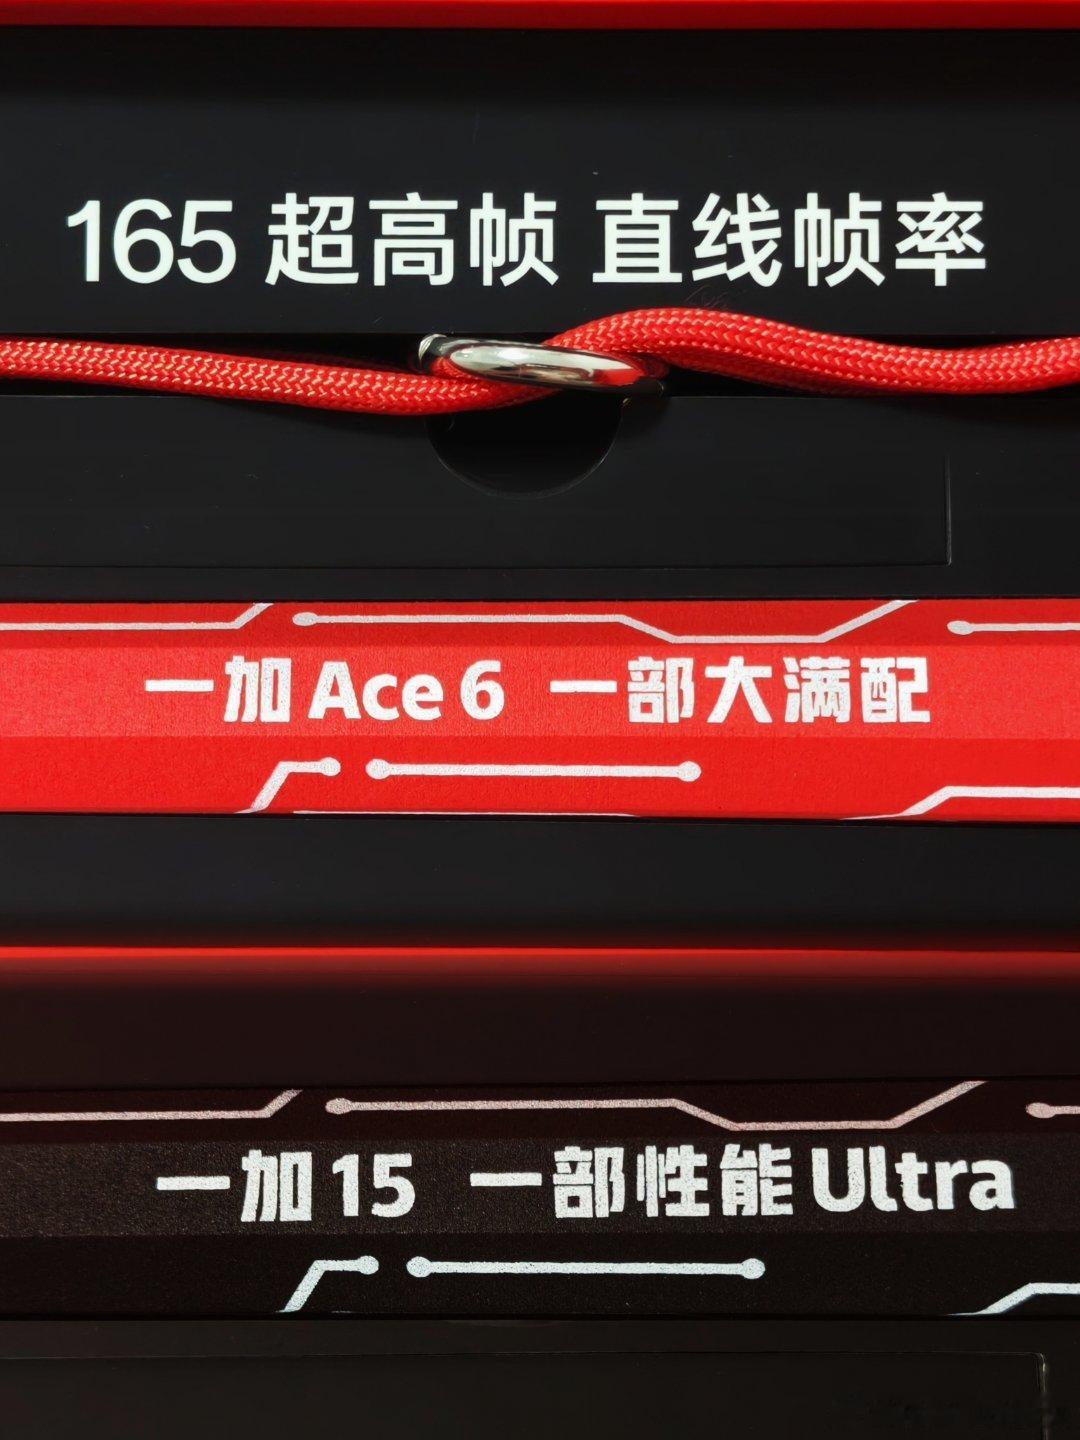 165 超高帧 直线帧率
一加 Ace 6 一部大满配
一加 15 一部性能 Ultra